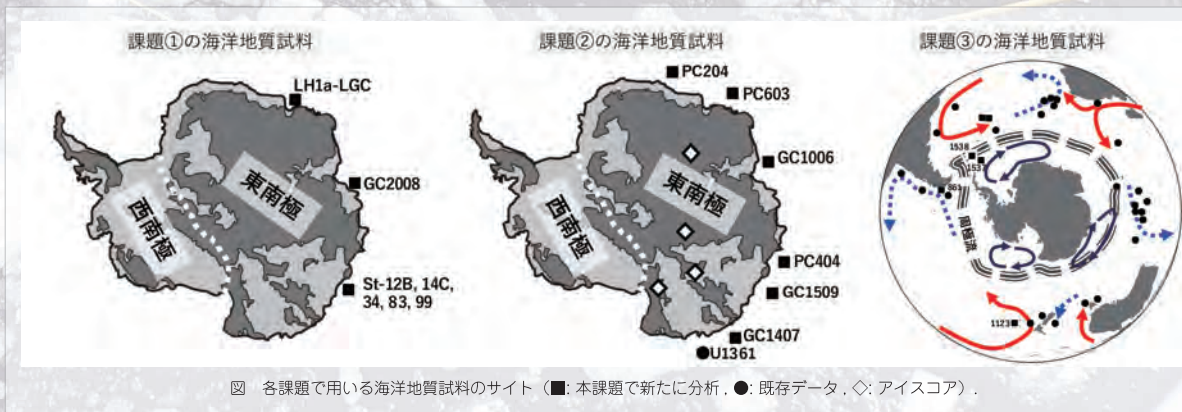 課題①の海洋地質試料
LH1a-LGC
GC2008
St-12B, 14C,
34, 83, 99
東南極
西南極
課題②の海洋地質試料
PC204
PC603
GC1006
PC404
GC1509
GC1407
U1361
東南極
西南極
課題③の海洋地質試料
1538
861
周極流
1123
図 各課題で用いる海洋地質試料のサイト（■: 本課題で新たに分析 , ●: 既存データ , ◇: アイスコア）.